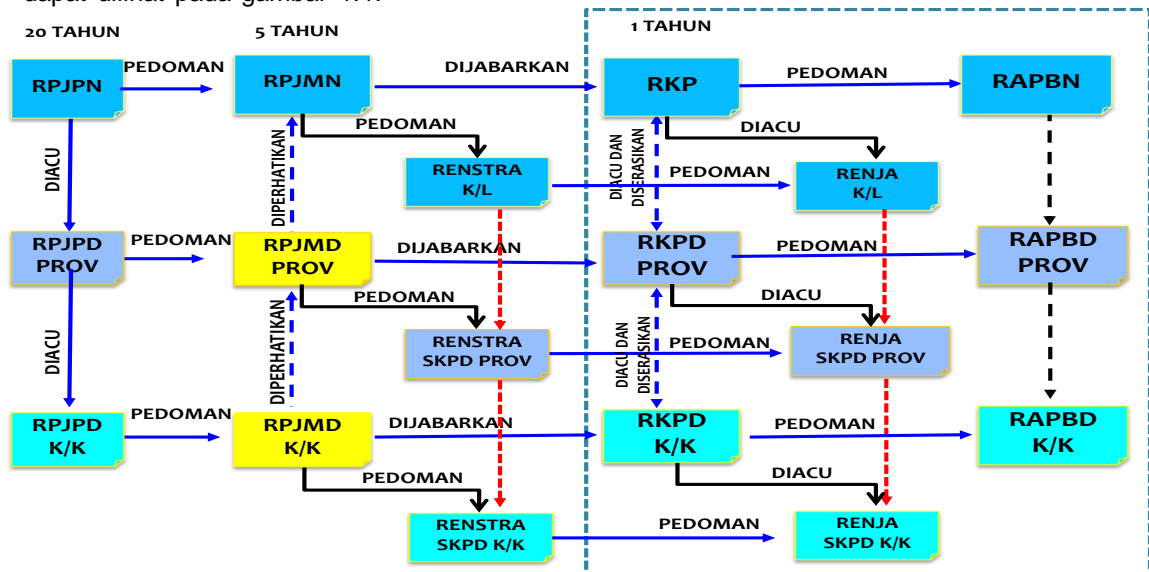 20 TAHUN
5 TAHUN
1 TAHUN
RPJPN
PEDOMAN
RPJMN
DIJABARKAN
RKP
PEDOMAN
RAPBN
DIACU
DIPERHATIKAN
PEDOMAN
RENSTRA
K/L
DIACU DAN
DISERASIKAN
PEDOMAN
DIACU
RENJA
K/L
RPJPD
PROV
PEDOMAN
RPJMD
PROV
DIJABARKAN
RKPD
PROV
PEDOMAN
RAPBD
PROV
DIACU
DIPERHATIKAN
PEDOMAN
RENSTRA
SKPD PROV
DIACU DAN
DISERASIKAN
PEDOMAN
DIACU
RENJA
SKPD PROV
RPJPD
K/K
PEDOMAN
RPJMD
K/K
DIJABARKAN
RKPD
K/K
PEDOMAN
RAPBD
K/K
PEDOMAN
RENSTRA
SKPD K/K
PEDOMAN
DIACU
RENJA
SKPD K/K